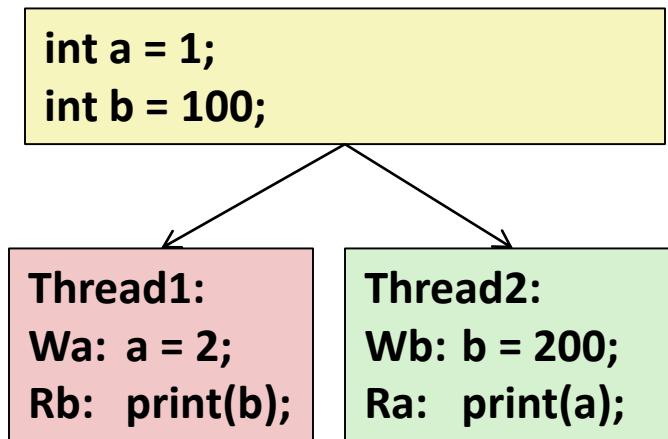 int a = 1;
int b = 100;
Thread1:
Wa: a = 2;
Rb: print(b);
Thread2:
Wb: b = 200;
Ra: print(a);